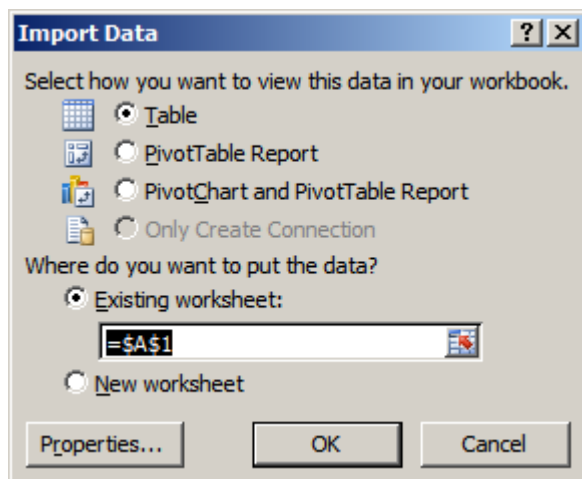 Import Data
?
Select how you want to view this data in your workbook.
Table
PivotTable Report
PivotChart and PivotTable Report
Only Create Connection
Where do you want to put the data?
Existing worksheet:
=$A$1
New worksheet
Properties... OK Cancel